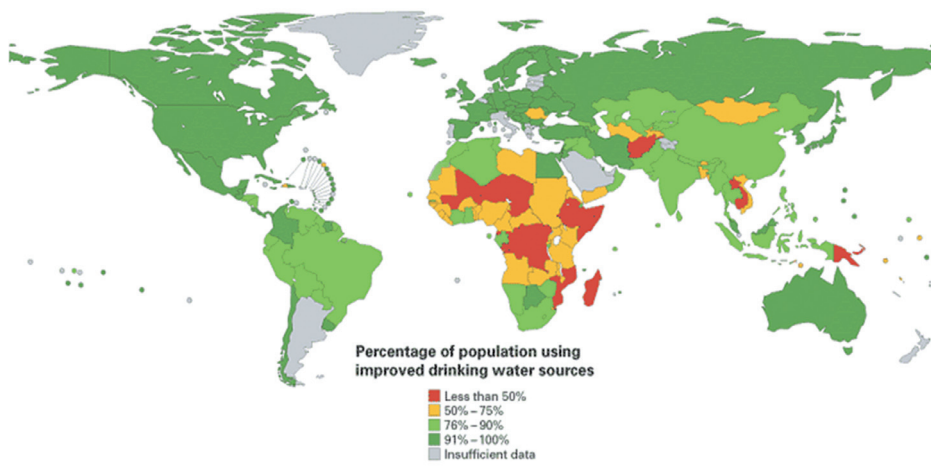 Percentage of population using
improved drinking water sources
Less than 50%
50% – 75%
76% – 90%
91% – 100%
Insufficient data